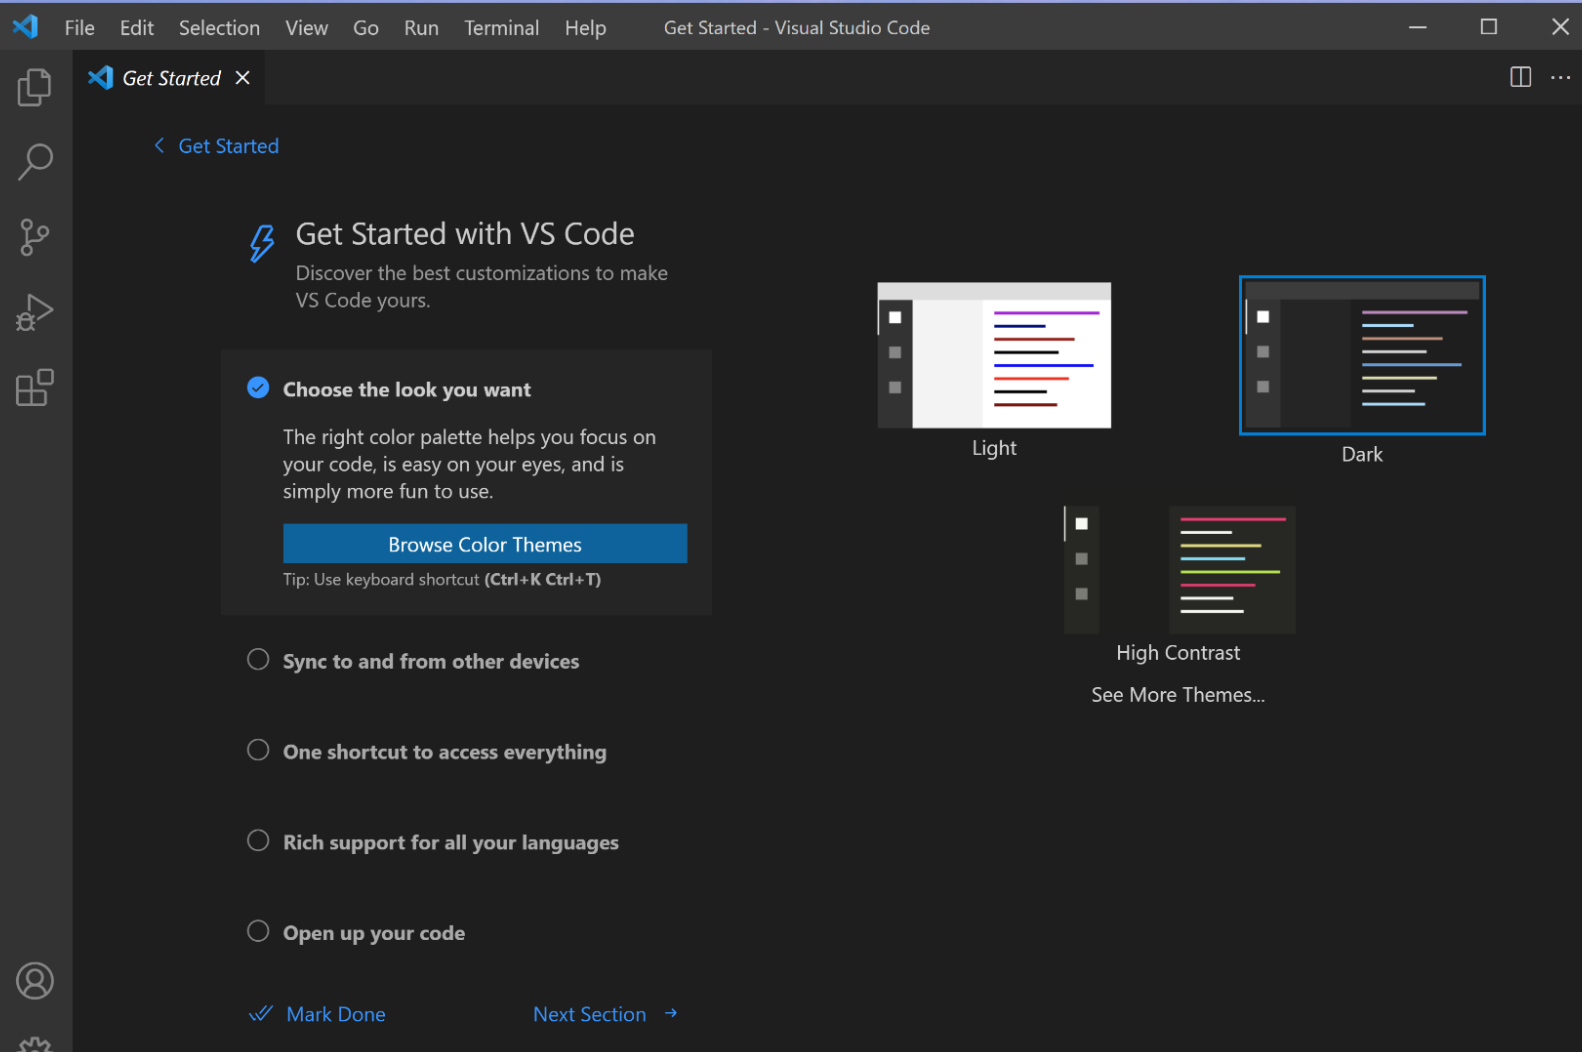 File Edit Selection View Go Run Terminal Help Get Started - Visual Studio Code
Get Started
Get Started
Get Started with VS Code
Discover the best customizations to make
VS Code yours.
Choose the look you want
The right color palette helps you focus on
your code, is easy on your eyes, and is
simply more fun to use.
Browse Color Themes
Tip: Use keyboard shortcut (Ctrl+K Ctrl+T)
Sync to and from other devices
One shortcut to access everything
Rich support for all your languages
Open up your code
Mark Done
Next Section
Light
Dark
High Contrast
See More Themes...